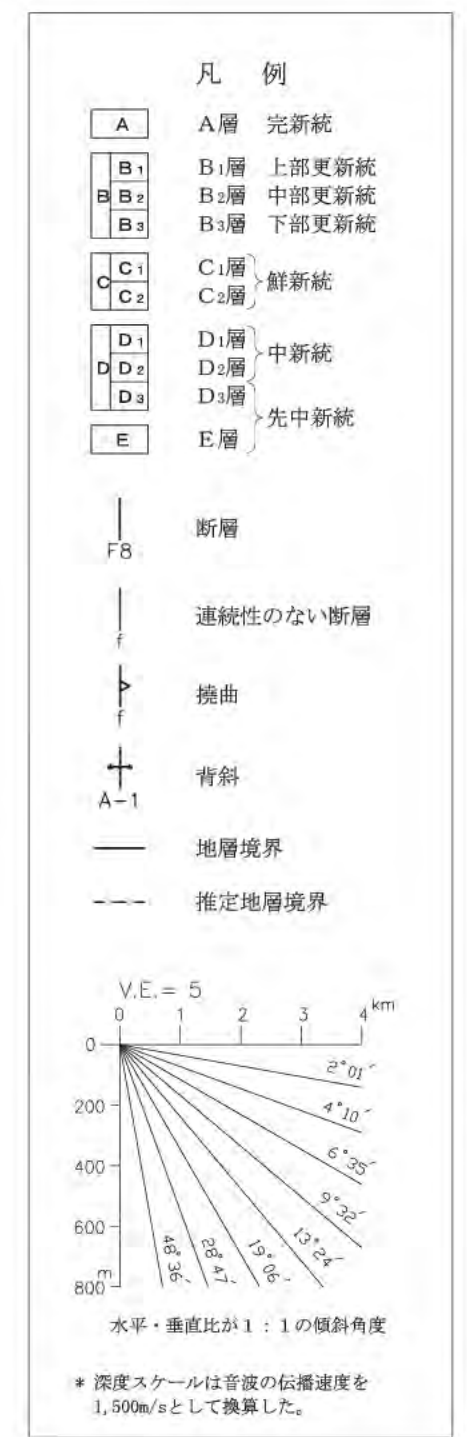 凡 例
A A層 完新統
B B1 B1層 上部更新統
B2 B2層 中部更新統
B3 B3層 下部更新統
C C1 C1層 鮮新統
C2 C2層
D D1 D1層 中新統
D2 D2層
D3 D3層 先中新統
E E層
F8 断層
f 連続性のない断層
f 撓曲
A-1 背斜
地層境界
推定地層境界
V.E.= 5
0 1 2 3 4 km
0
200
400
600
800 m
2°01′
4°10′
6°35′
9°32′
13°24′
19°06′
28°47′
48°36′
水平・垂直比が1:1の傾斜角度
* 深度スケールは音波の伝播速度を
1,500m/sとして換算した。